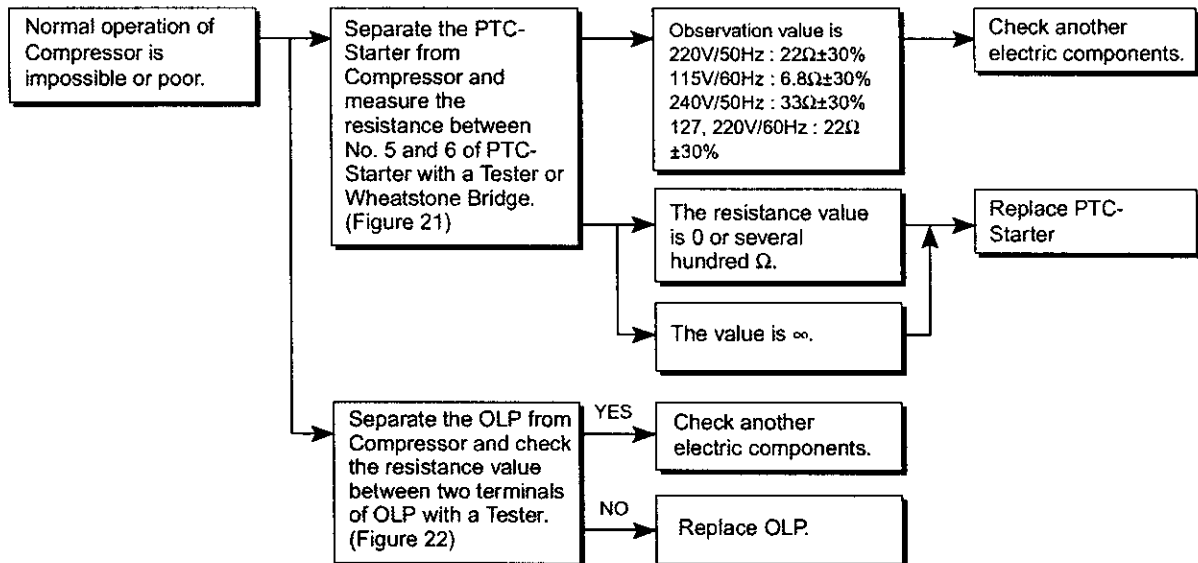 Normal operation of
Compressor is
impossible or poor.
Separate the PTC-
Starter from
Compressor and
measure the
resistance between
No. 5 and 6 of PTC-
Starter with a Tester or
Wheatstone Bridge.
(Figure 21)
Observation value is
220V/50Hz : 22Ω±30%
115V/60Hz : 6.8Ω±30%
240V/50Hz : 33Ω±30%
127, 220V/60Hz : 22Ω
±30%
Check another
electric components.
The resistance value
is 0 or several
hundred Ω.
Replace PTC-
Starter
The value is ∞.
Separate the OLP from
Compressor and check
the resistance value
between two terminals
of OLP with a Tester.
(Figure 22)
YES
Check another
electric components.
NO
Replace OLP.